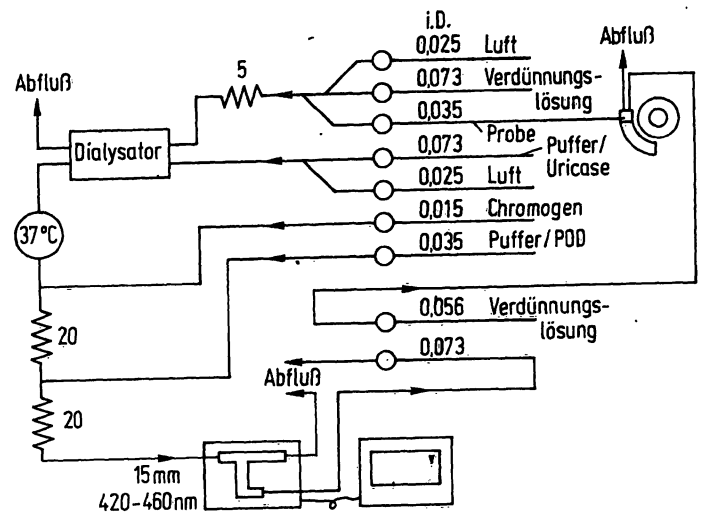 i.D.
0,025 Luft
Abfluß
5
0,073 Verdünnungs-
lösung
Abfluß
0,035
Probe
Dialysator
0,073
Puffer/
Uricase
0,025 Luft
37°C
0,015 Chromogen
0,035 Puffer/POD
0,056 Verdünnungs-
lösung
20
0,073
Abfluß
20
15mm
420-460nm